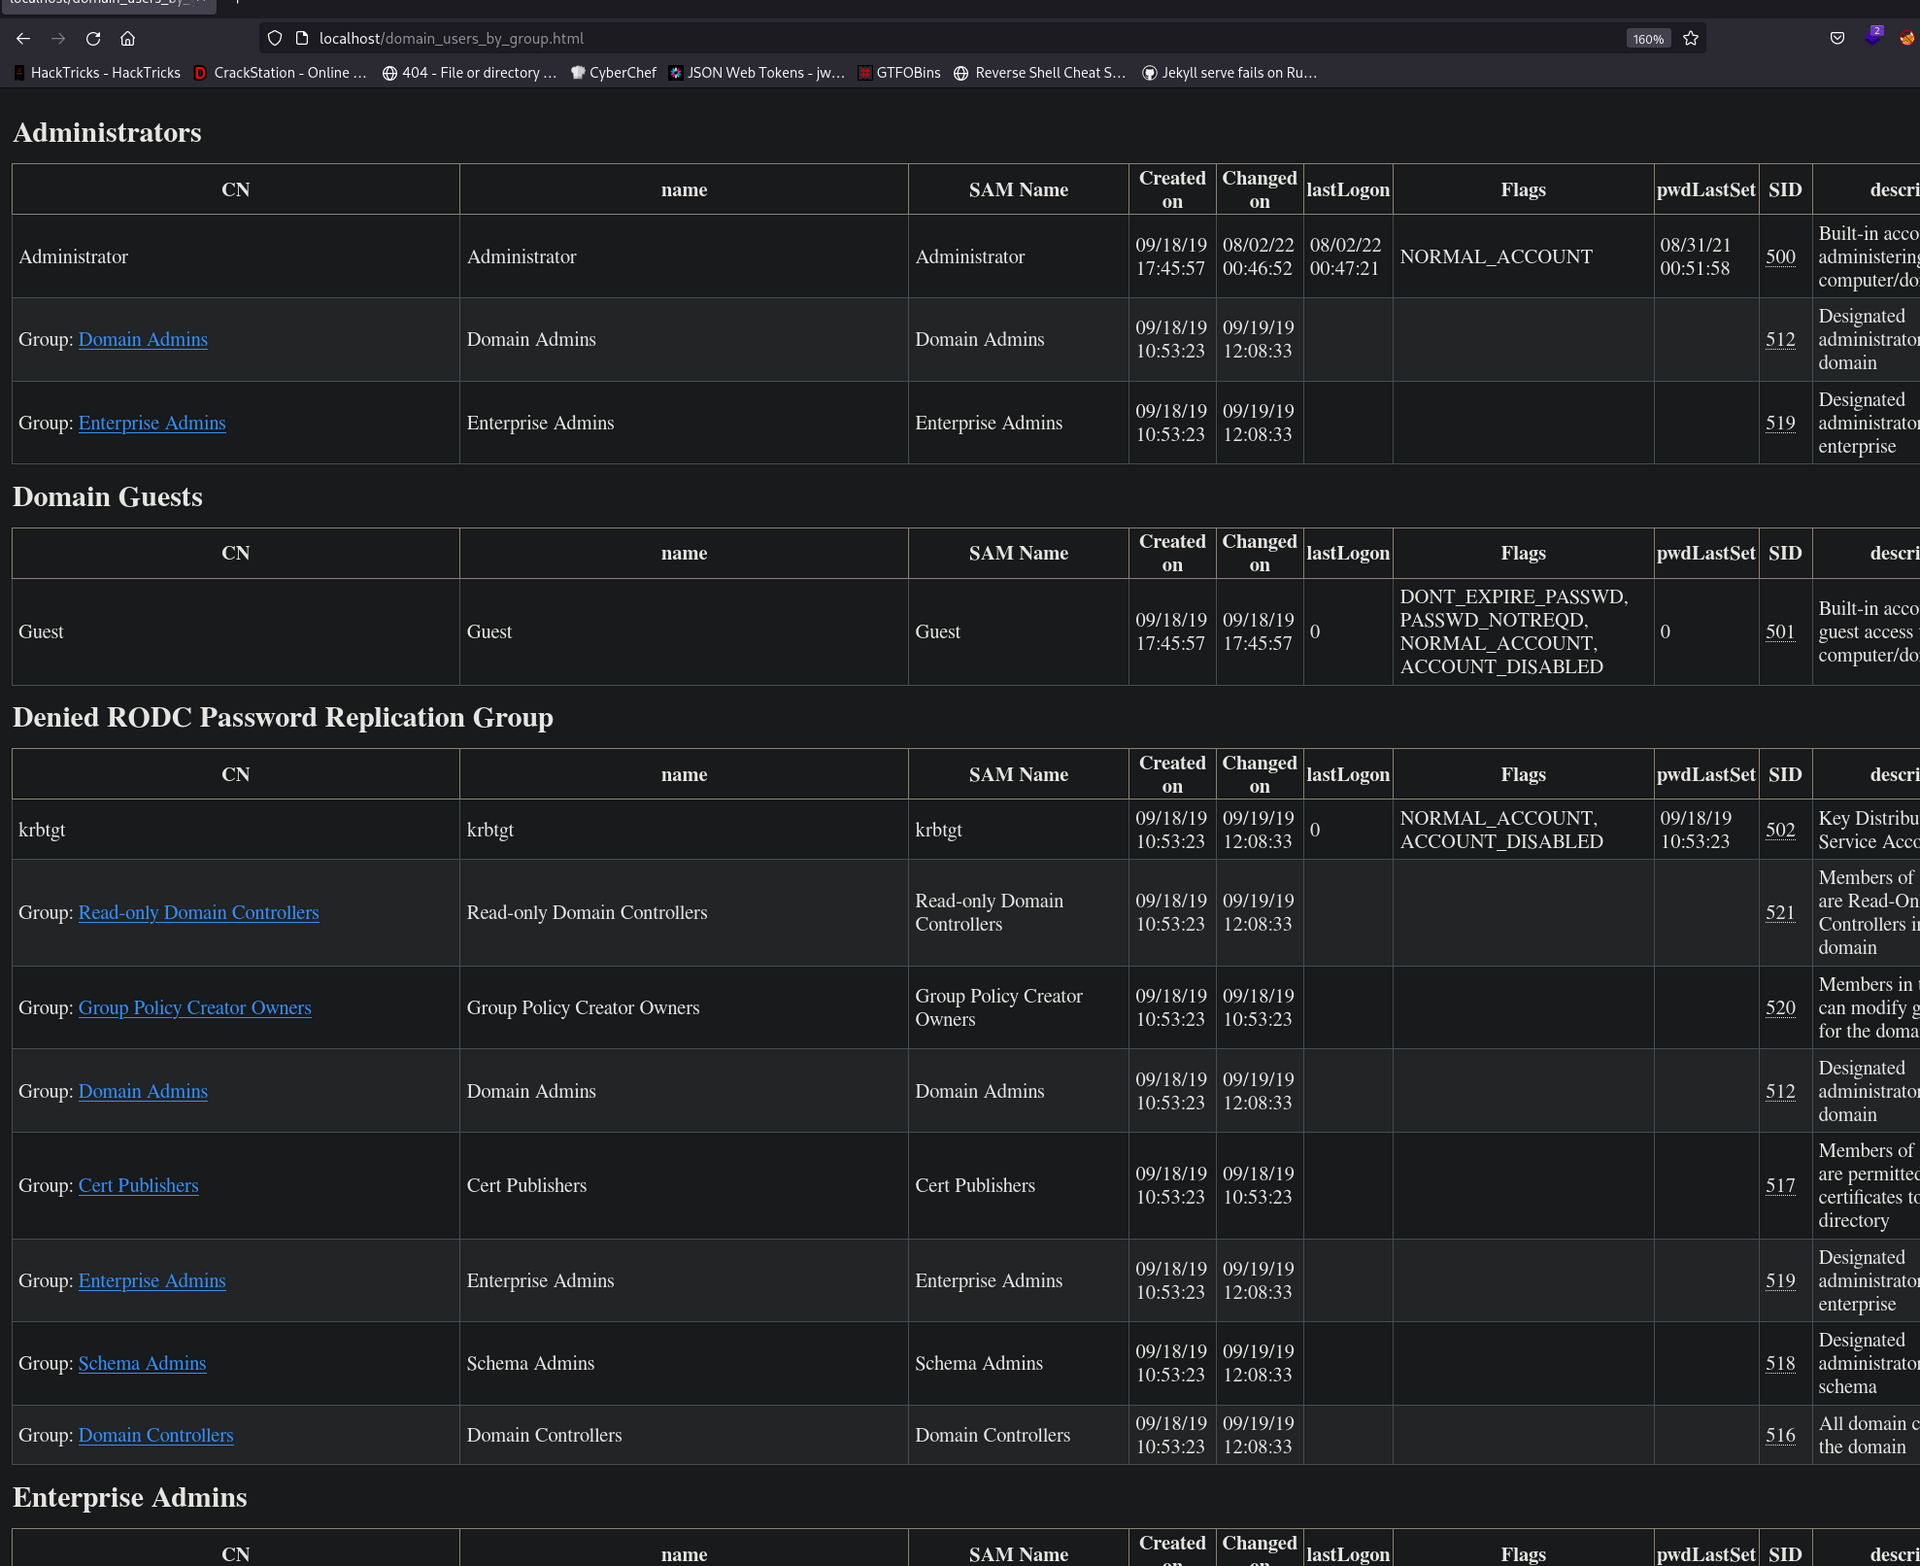 localhost/domain_users_by_
localhost/domain_users_by_group.html
160%
2
HackTricks - HackTricks
CrackStation - Online ...
404 - File or directory ...
CyberChef
JSON Web Tokens - jw...
GTFOBins
Reverse Shell Cheat S...
Jekyll serve fails on Ru...
Administrators
CN name SAM Name Created on Changed on lastLogon Flags pwdLastSet SID descri
Administrator Administrator Administrator 09/18/19 17:45:57 08/02/22 00:46:52 08/02/22 00:47:21 NORMAL_ACCOUNT 08/31/21 00:51:58 500 Built-in acco administering computer/do
Group: Domain Admins Domain Admins Domain Admins 09/18/19 10:53:23 09/19/19 12:08:33 512 Designated administrator domain
Group: Enterprise Admins Enterprise Admins Enterprise Admins 09/18/19 10:53:23 09/19/19 12:08:33 519 Designated administrator enterprise
Domain Guests
CN name SAM Name Created on Changed on lastLogon Flags pwdLastSet SID descri
Guest Guest Guest 09/18/19 17:45:57 09/18/19 17:45:57 0 DONT_EXPIRE_PASSWD, PASSWD_NOTREQD, NORMAL_ACCOUNT, ACCOUNT_DISABLED 0 501 Built-in acco guest access computer/do
Denied RODC Password Replication Group
CN name SAM Name Created on Changed on lastLogon Flags pwdLastSet SID descri
krbtgt krbtgt krbtgt 09/18/19 10:53:23 09/19/19 12:08:33 0 NORMAL_ACCOUNT, ACCOUNT_DISABLED 09/18/19 10:53:23 502 Key Distribu Service Acco
Group: Read-only Domain Controllers Read-only Domain Controllers Read-only Domain Controllers 09/18/19 10:53:23 09/19/19 12:08:33 521 Members of are Read-On Controllers i domain
Group: Group Policy Creator Owners Group Policy Creator Owners Group Policy Creator Owners 09/18/19 10:53:23 09/18/19 10:53:23 520 Members in t can modify g for the doma
Group: Domain Admins Domain Admins Domain Admins 09/18/19 10:53:23 09/19/19 12:08:33 512 Designated administrator domain
Group: Cert Publishers Cert Publishers Cert Publishers 09/18/19 10:53:23 09/18/19 10:53:23 517 Members of are permitted certificates to directory
Group: Enterprise Admins Enterprise Admins Enterprise Admins 09/18/19 10:53:23 09/19/19 12:08:33 519 Designated administrator enterprise
Group: Schema Admins Schema Admins Schema Admins 09/18/19 10:53:23 09/19/19 12:08:33 518 Designated administrator schema
Group: Domain Controllers Domain Controllers Domain Controllers 09/18/19 10:53:23 09/19/19 12:08:33 516 All domain c the domain
Enterprise Admins
CN name SAM Name Created on Changed on lastLogon Flags pwdLastSet SID descri